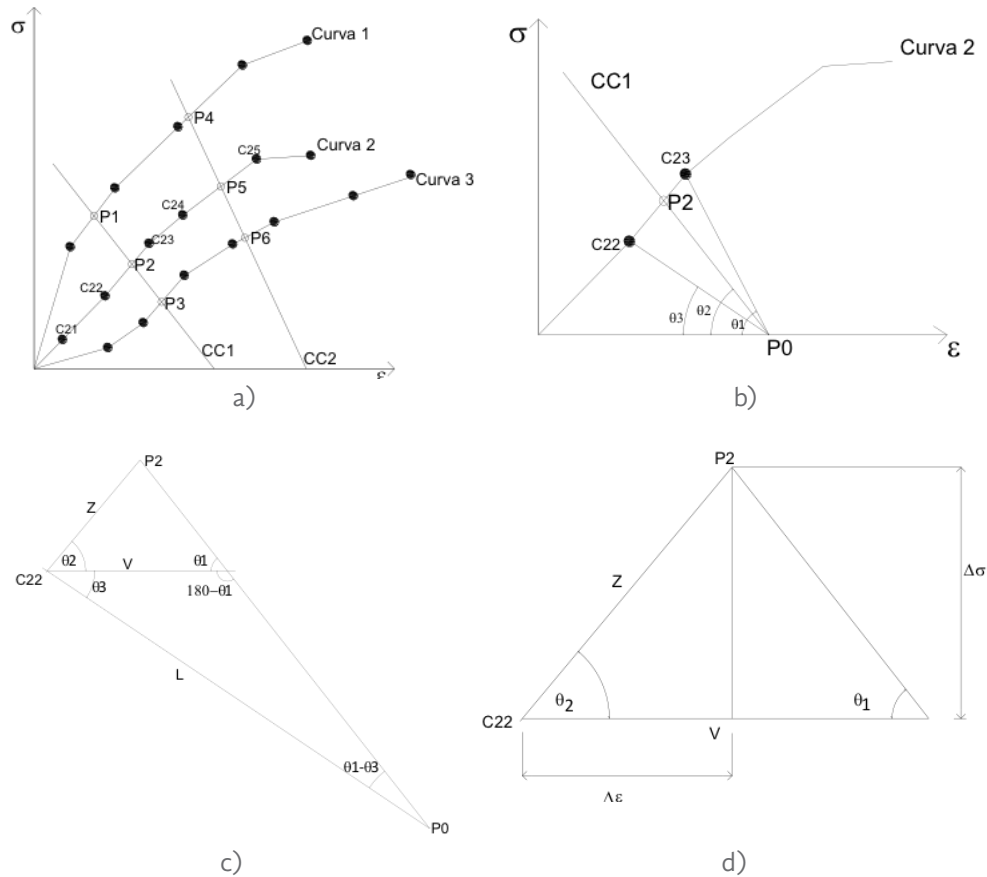 σ
Curva 1
P4
C25
Curva 2
P5
Curva 3
C24
P1
C23
P6
P2
C22
P3
C21
CC1
CC2
ε
a)
σ
Curva 2
CC1
C23
P2
C22
θ3
θ2
θ1
P0
ε
b)
P2
Z
θ2
V
θ1
C22
θ3
180-θ1
L
θ1-θ3
P0
c)
P2
Δσ
Z
θ2
θ1
C22
V
Δε
d)